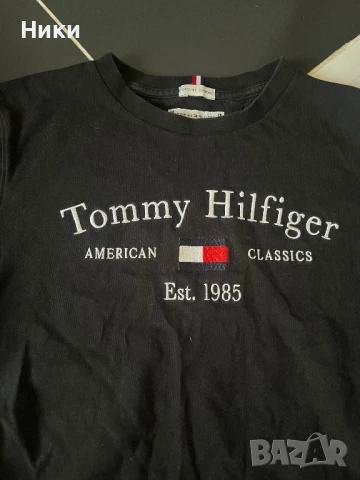 Ники
Tommy Hilfiger
AMERICAN CLASSICS
Est. 1985
BAZAR